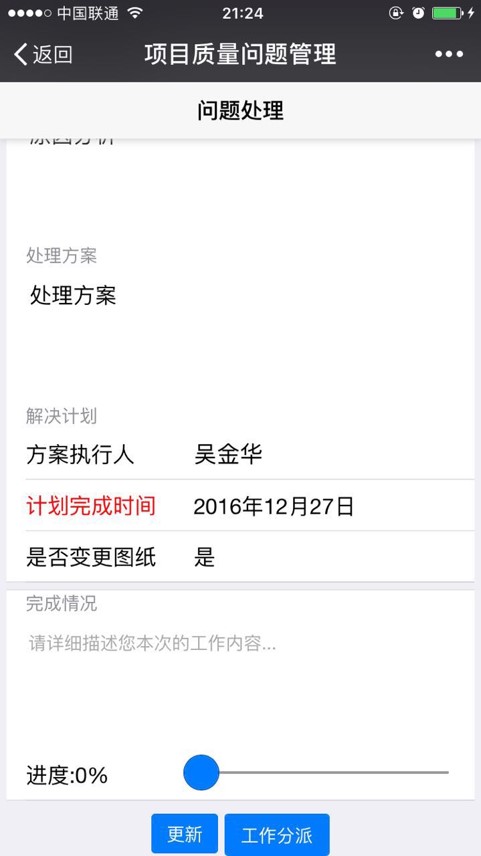 中国联通
21:24
返回
项目质量问题管理
问题处理
原因分析
处理方案
处理方案
解决计划
方案执行人 吴金华
计划完成时间 2016年12月27日
是否变更图纸 是
完成情况
请详细描述您本次的工作内容...
进度:0%
更新 工作分派